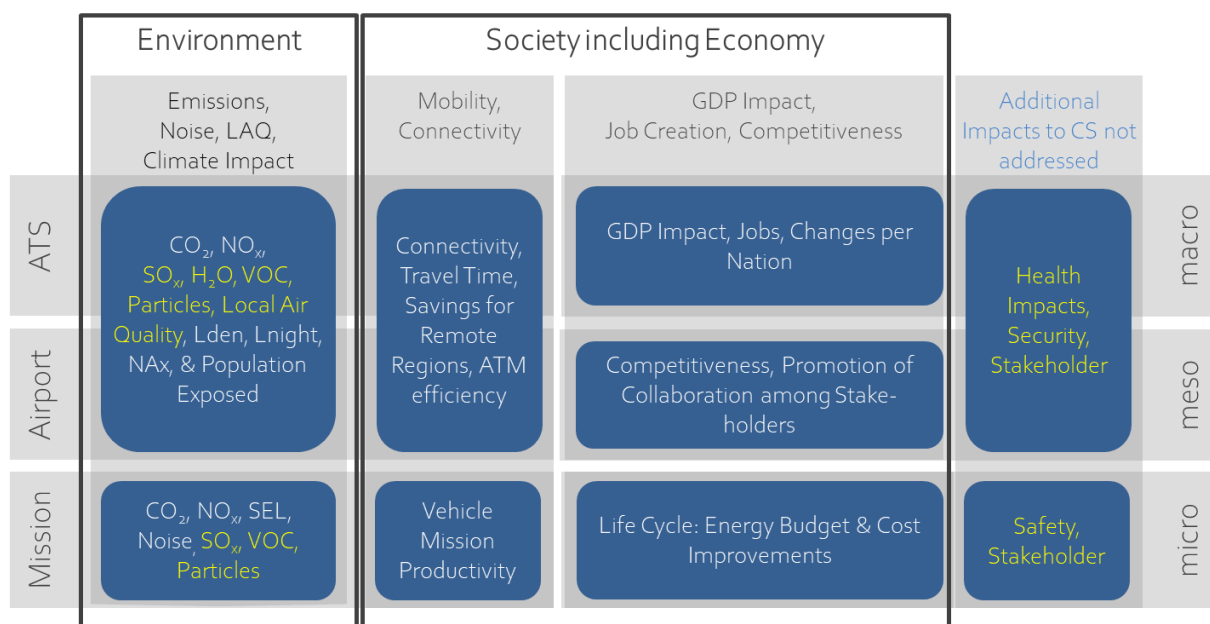 Environment
Society including Economy
Emissions,
Noise, LAQ,
Climate Impact
Mobility,
Connectivity
GDP Impact,
Job Creation, Competitiveness
Additional
Impacts to CS not
addressed
ATS
CO₂, NOₓ,
SOₓ, H₂O, VOC,
Particles, Local Air
Quality, Lden, Lnight,
NAx, & Population
Exposed
Connectivity,
Travel Time,
Savings for
Remote
Regions, ATM
efficiency
GDP Impact, Jobs, Changes per
Nation
Health
Impacts,
Security,
Stakeholder
macro
Airport
Competitiveness, Promotion of
Collaboration among Stake-
holders
meso
Mission
CO₂, NOₓ, SEL,
Noise, SOₓ, VOC,
Particles
Vehicle
Mission
Productivity
Life Cycle: Energy Budget & Cost
Improvements
Safety,
Stakeholder
micro